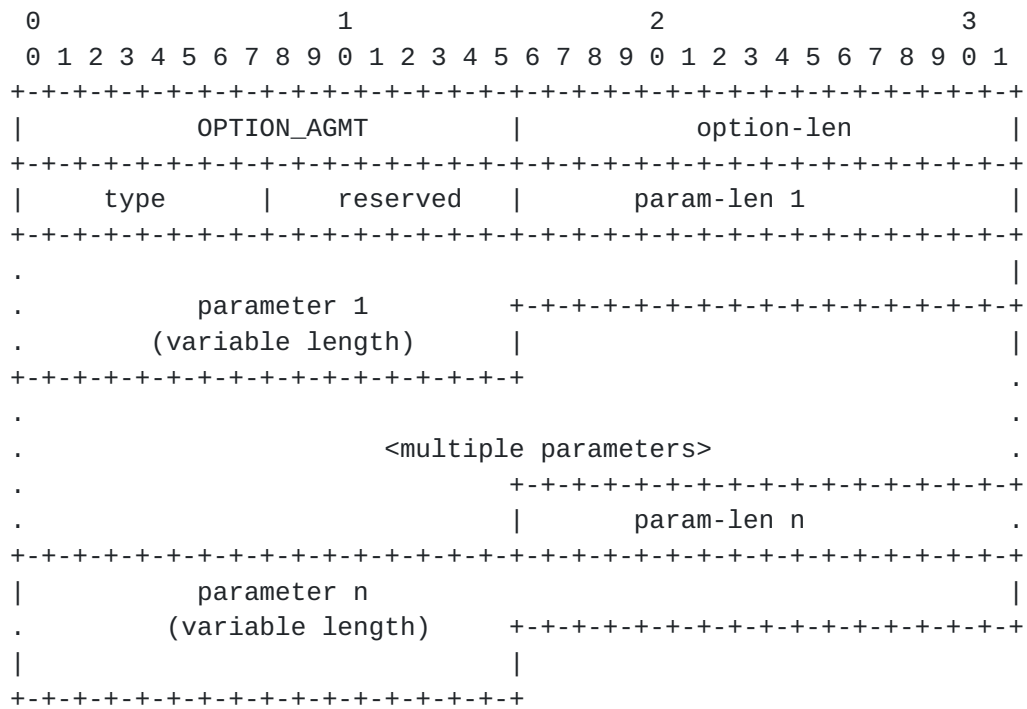 0                   1                   2                   3
 0 1 2 3 4 5 6 7 8 9 0 1 2 3 4 5 6 7 8 9 0 1 2 3 4 5 6 7 8 9 0 1
+-+-+-+-+-+-+-+-+-+-+-+-+-+-+-+-+-+-+-+-+-+-+-+-+-+-+-+-+-+-+-+-+
|           OPTION_AGMT         |           option-len          |
+-+-+-+-+-+-+-+-+-+-+-+-+-+-+-+-+-+-+-+-+-+-+-+-+-+-+-+-+-+-+-+-+
|     type      |    reserved   |       param-len 1             |
+-+-+-+-+-+-+-+-+-+-+-+-+-+-+-+-+-+-+-+-+-+-+-+-+-+-+-+-+-+-+-+-+
.                                                               |
.           parameter 1         +-+-+-+-+-+-+-+-+-+-+-+-+-+-+-+-+
.        (variable length)      |                               |
+-+-+-+-+-+-+-+-+-+-+-+-+-+-+-+-+                               .
.                                                               .
.                       <multiple parameters>                   .
.                               +-+-+-+-+-+-+-+-+-+-+-+-+-+-+-+-+
.                               |       param-len n             .
+-+-+-+-+-+-+-+-+-+-+-+-+-+-+-+-+-+-+-+-+-+-+-+-+-+-+-+-+-+-+-+-+
|           parameter n                                         |
.         (variable length)     +-+-+-+-+-+-+-+-+-+-+-+-+-+-+-+-+
|                               |
+-+-+-+-+-+-+-+-+-+-+-+-+-+-+-+-+